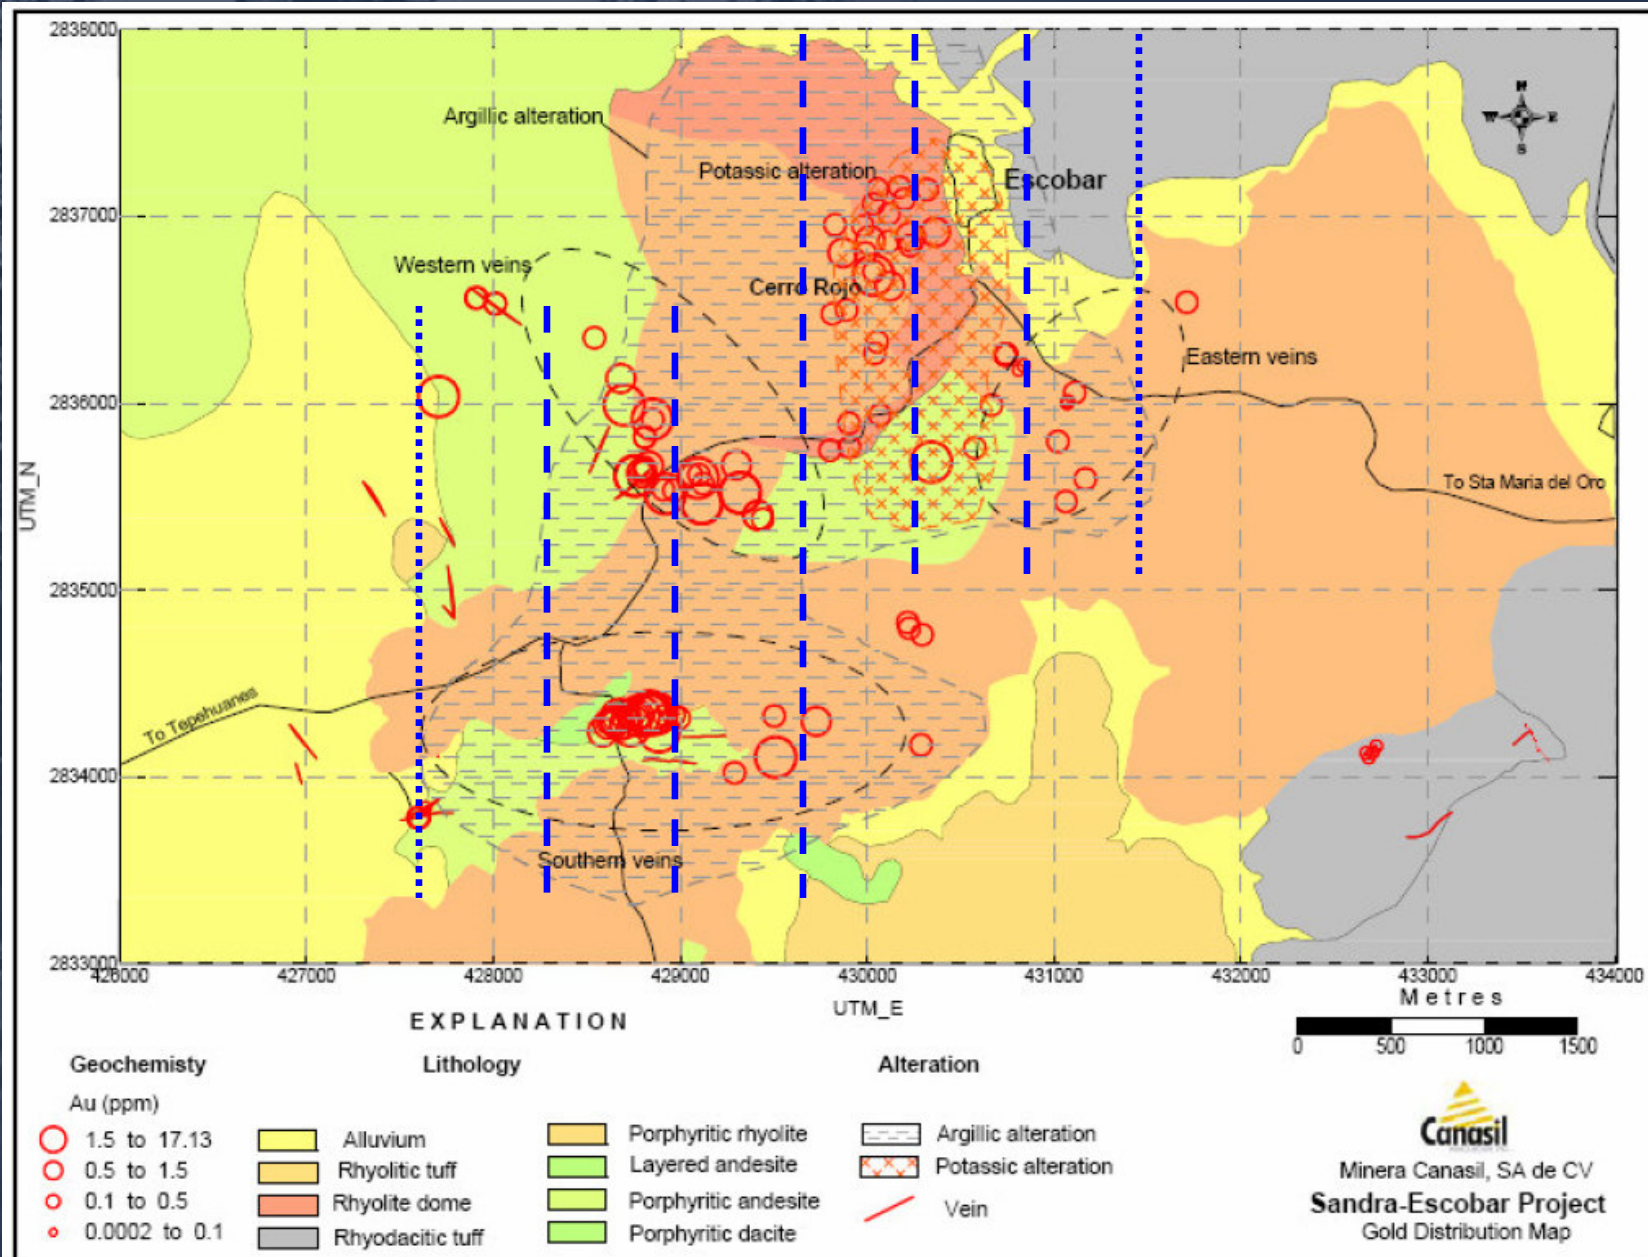 2838000
Argillic alteration
Potassic alteration
Escobar
N
W E
S
2837000
Western veins
Cerro Rojo
Eastern veins
2836000
To Sta Maria del Oro
UTM_N
2835000
To Tepehuanes
2834000
Southern veins
2833000
426000 427000 428000 429000 430000 431000 432000 433000 434000
UTM_E
Metres
0 500 1000 1500
EXPLANATION
Geochemisty
Au (ppm)
1.5 to 17.13
0.5 to 1.5
0.1 to 0.5
0.0002 to 0.1
Lithology
Alluvium
Rhyolitic tuff
Rhyolite dome
Rhyodacitic tuff
Porphyritic rhyolite
Layered andesite
Porphyritic andesite
Porphyritic dacite
Alteration
Argillic alteration
Potassic alteration
Vein
Canasil
Minera Canasil, SA de CV
Sandra-Escobar Project
Gold Distribution Map